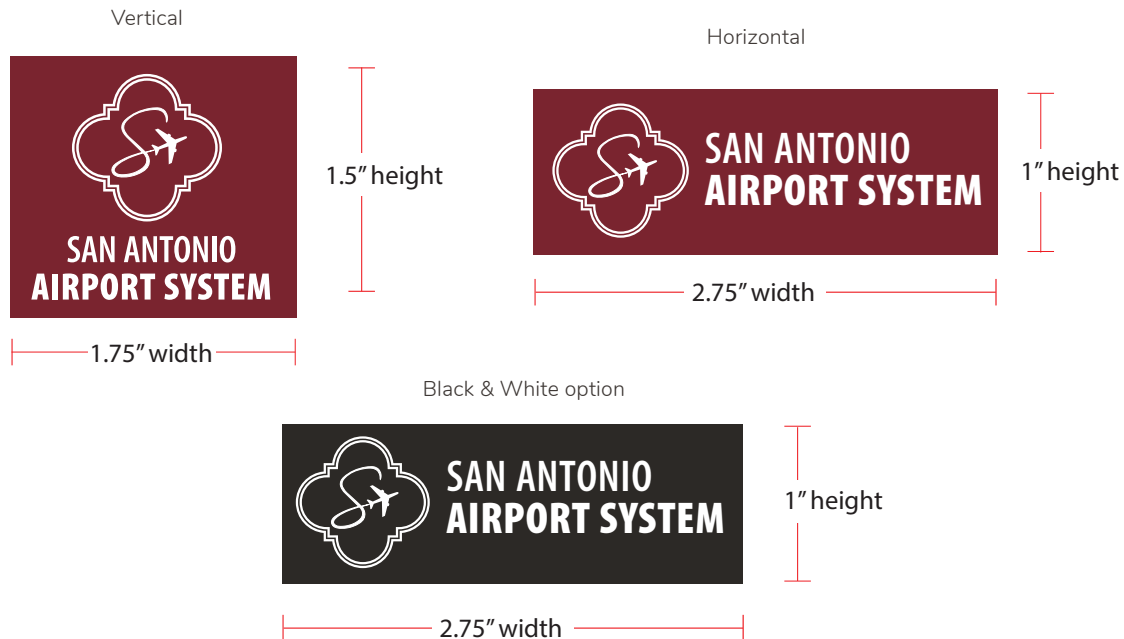 Vertical
Horizontal
SAN ANTONIO
AIRPORT SYSTEM
1.5” height
1.75” width
SAN ANTONIO
AIRPORT SYSTEM
1” height
2.75” width
Black & White option
SAN ANTONIO
AIRPORT SYSTEM
1” height
2.75” width